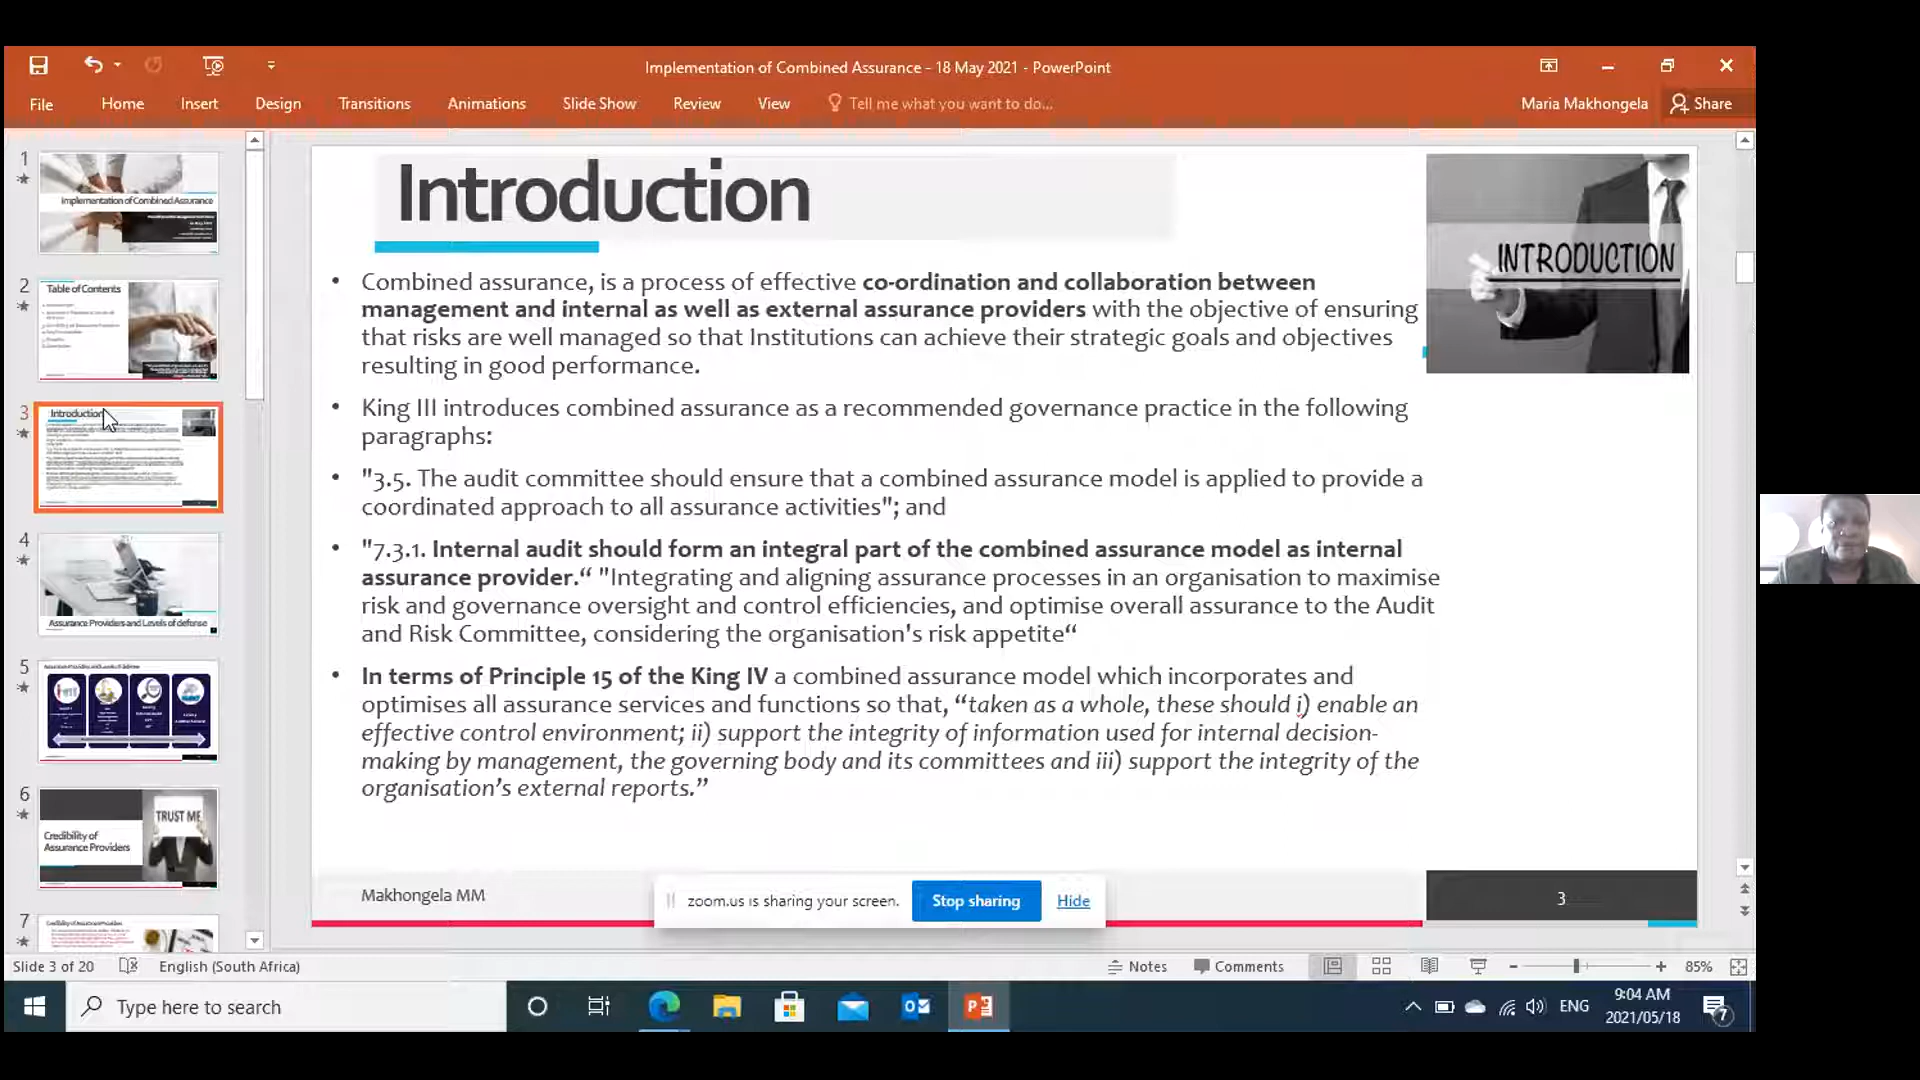 Implementation of Combined Assurance - 18 May 2021 - PowerPoint
File Home Insert Design Transitions Animations Slide Show Review View Tell me what you want to do... Maria Makhongela Share
1
Implementation of Combined Assurance
2
Table of Contents
3
Introduction
4
Assurance Providers and Levels of defense
5
6
TRUST ME
Credibility of
Assurance Providers
7
Credibility of Assurance Providers
Introduction
INTRODUCTION
• Combined assurance, is a process of effective co-ordination and collaboration between
management and internal as well as external assurance providers with the objective of ensuring
that risks are well managed so that Institutions can achieve their strategic goals and objectives
resulting in good performance.
• King III introduces combined assurance as a recommended governance practice in the following
paragraphs:
• "3.5. The audit committee should ensure that a combined assurance model is applied to provide a
coordinated approach to all assurance activities"; and
• "7.3.1. Internal audit should form an integral part of the combined assurance model as internal
assurance provider.“ "Integrating and aligning assurance processes in an organisation to maximise
risk and governance oversight and control efficiencies, and optimise overall assurance to the Audit
and Risk Committee, considering the organisation's risk appetite“
• In terms of Principle 15 of the King IV a combined assurance model which incorporates and
optimises all assurance services and functions so that, “taken as a whole, these should i) enable an
effective control environment; ii) support the integrity of information used for internal decision-
making by management, the governing body and its committees and iii) support the integrity of the
organisation’s external reports.”
Makhongela MM
3
zoom.us is sharing your screen. Stop sharing Hide
Slide 3 of 20 English (South Africa) Notes Comments 85%
Type here to search
ENG
9:04 AM
2021/05/18
7